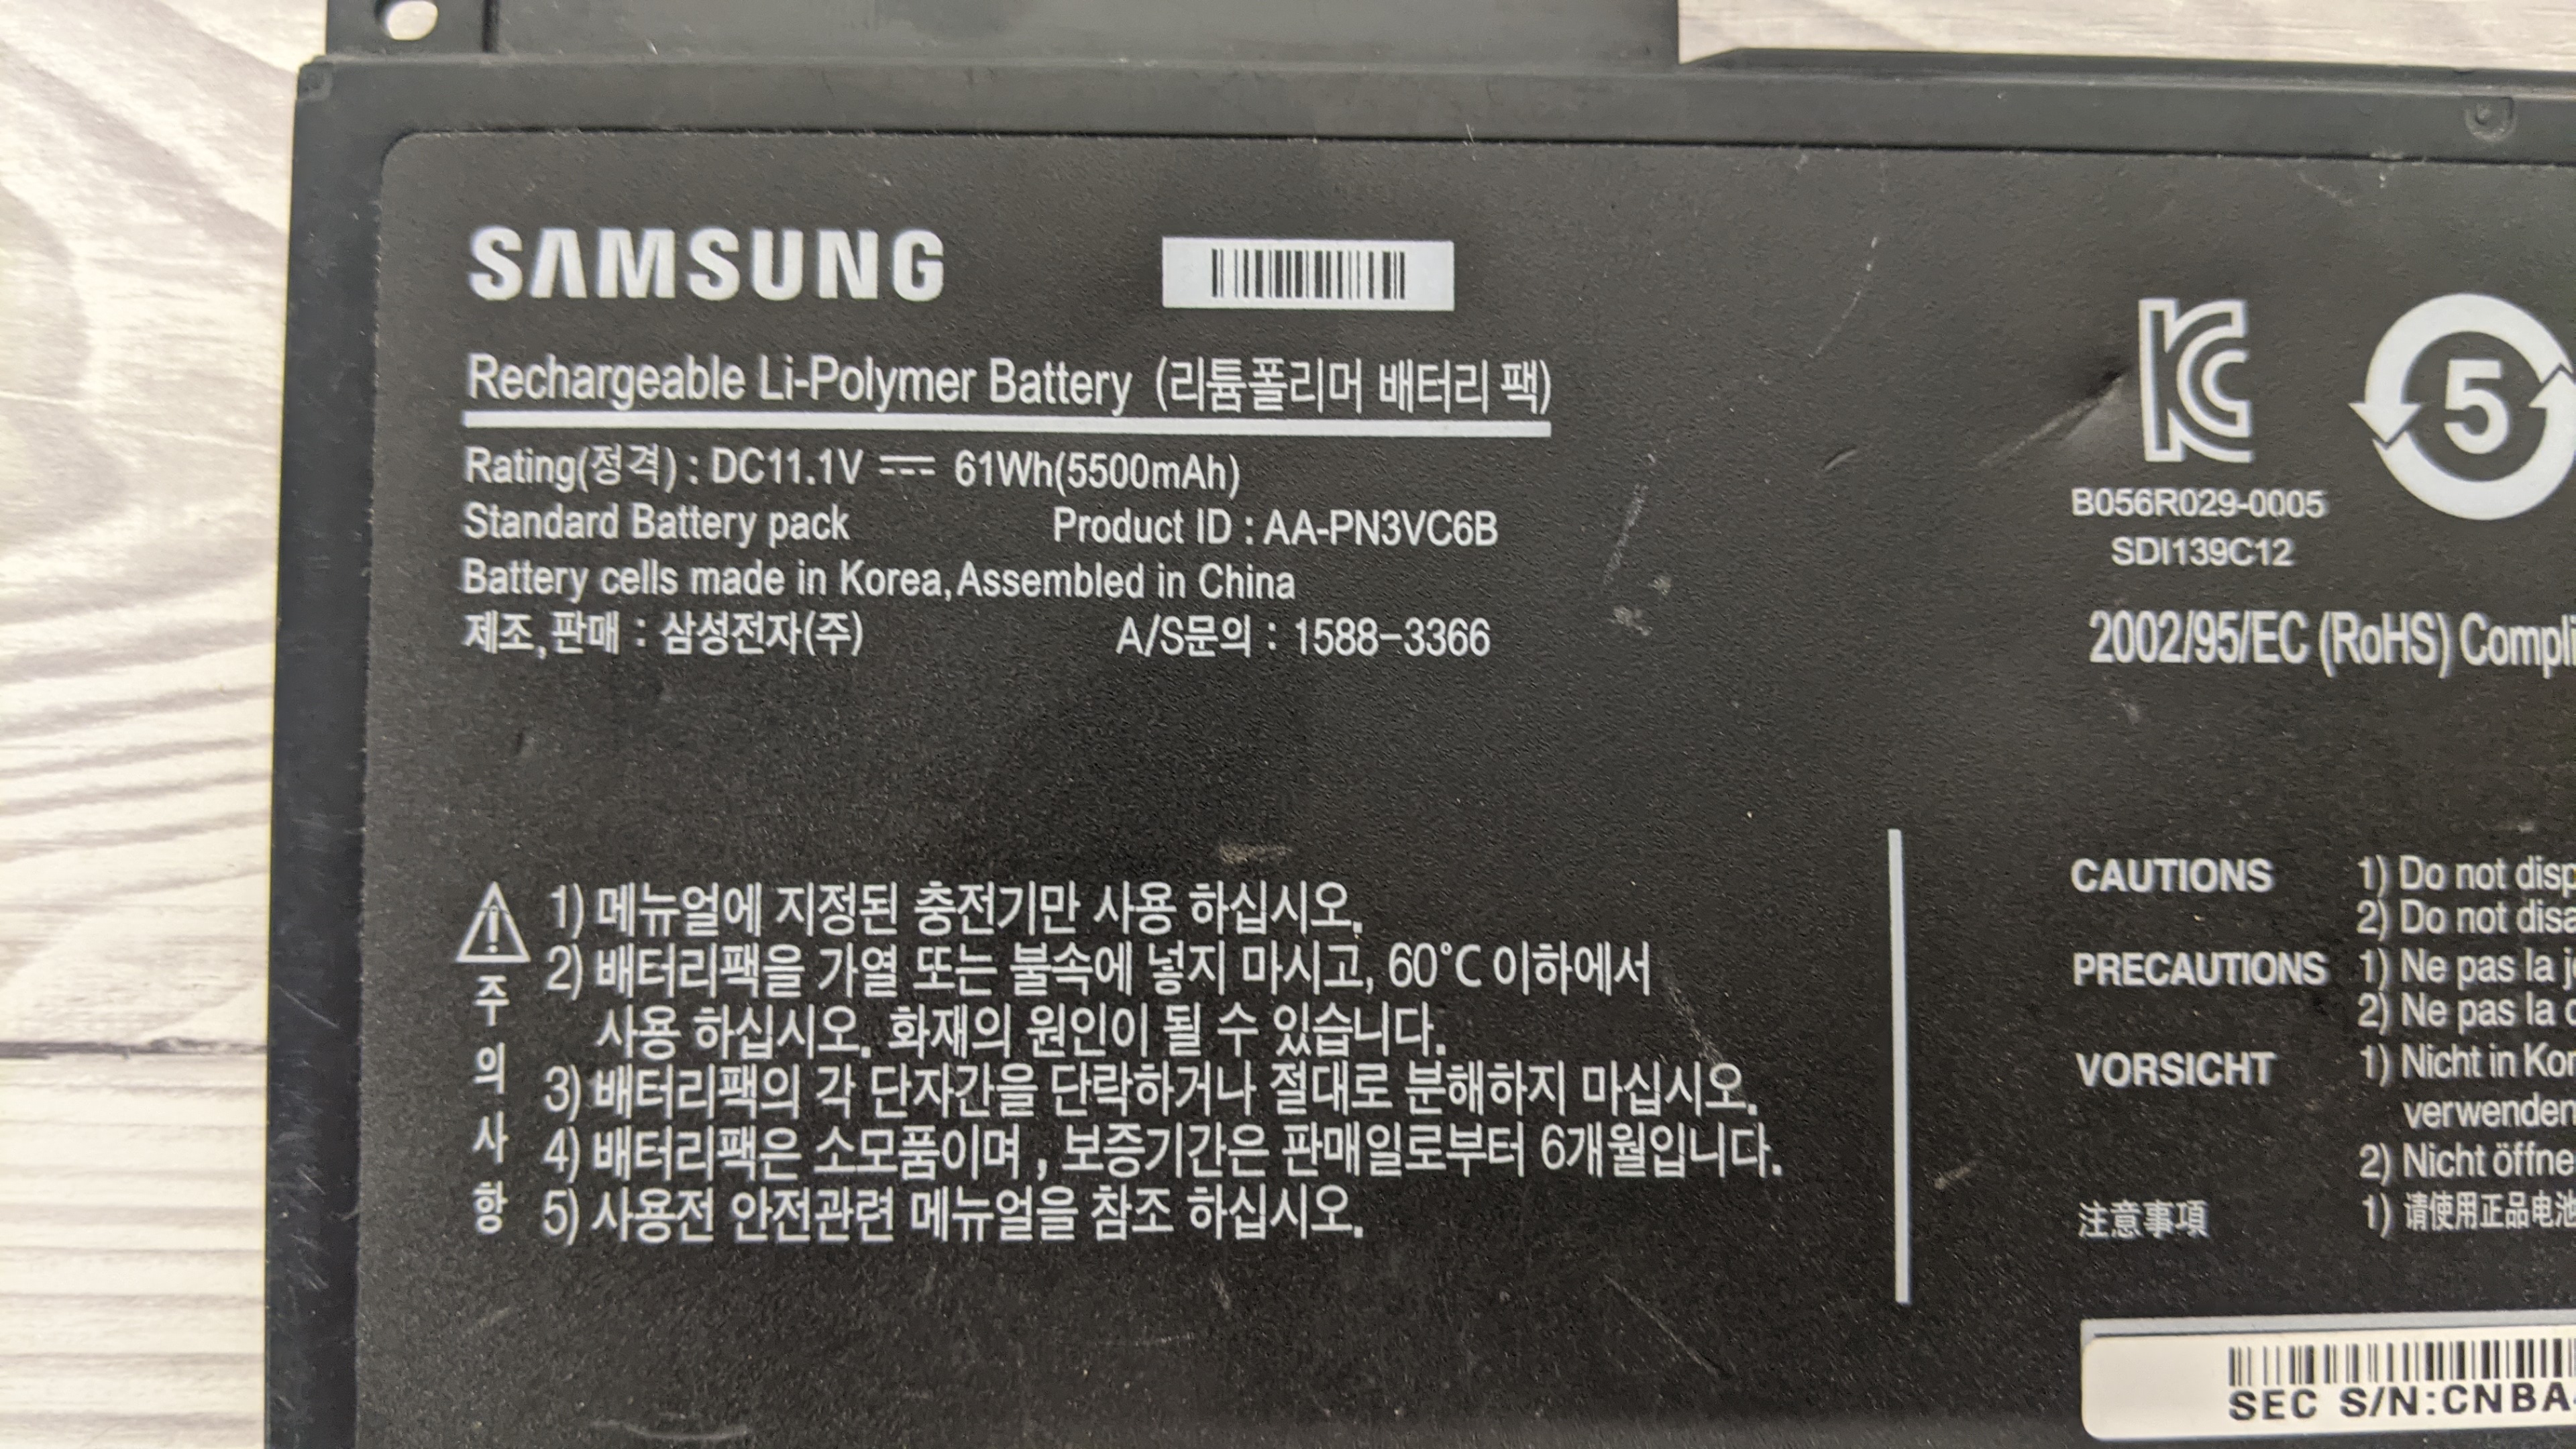 SAMSUNG
Rechargeable Li-Polymer Battery (리튬폴리머 배터리 팩)
Rating(정격) : DC11.1V ⎓ 61Wh(5500mAh)
Standard Battery pack Product ID : AA-PN3VC6B
Battery cells made in Korea, Assembled in China
제조,판매 : 삼성전자(주) A/S문의 : 1588-3366
주의사항
1) 메뉴얼에 지정된 충전기만 사용 하십시오.
2) 배터리팩을 가열 또는 불속에 넣지 마시고, 60°C 이하에서
사용 하십시오. 화재의 원인이 될 수 있습니다.
3) 배터리팩의 각 단자간을 단락하거나 절대로 분해하지 마십시오.
4) 배터리팩은 소모품이며 , 보증기간은 판매일로부터 6개월입니다.
5) 사용전 안전관련 메뉴얼을 참조 하십시오.
KC
5
B056R029-0005
SDI139C12
2002/95/EC (RoHS) Compli
CAUTIONS 1) Do not disp
2) Do not disa
PRECAUTIONS 1) Ne pas la j
2) Ne pas la
VORSICHT 1) Nicht in Kor
verwenden
2) Nicht öffne
注意事項 1) 请使用正品电池
SEC S/N:CNBA